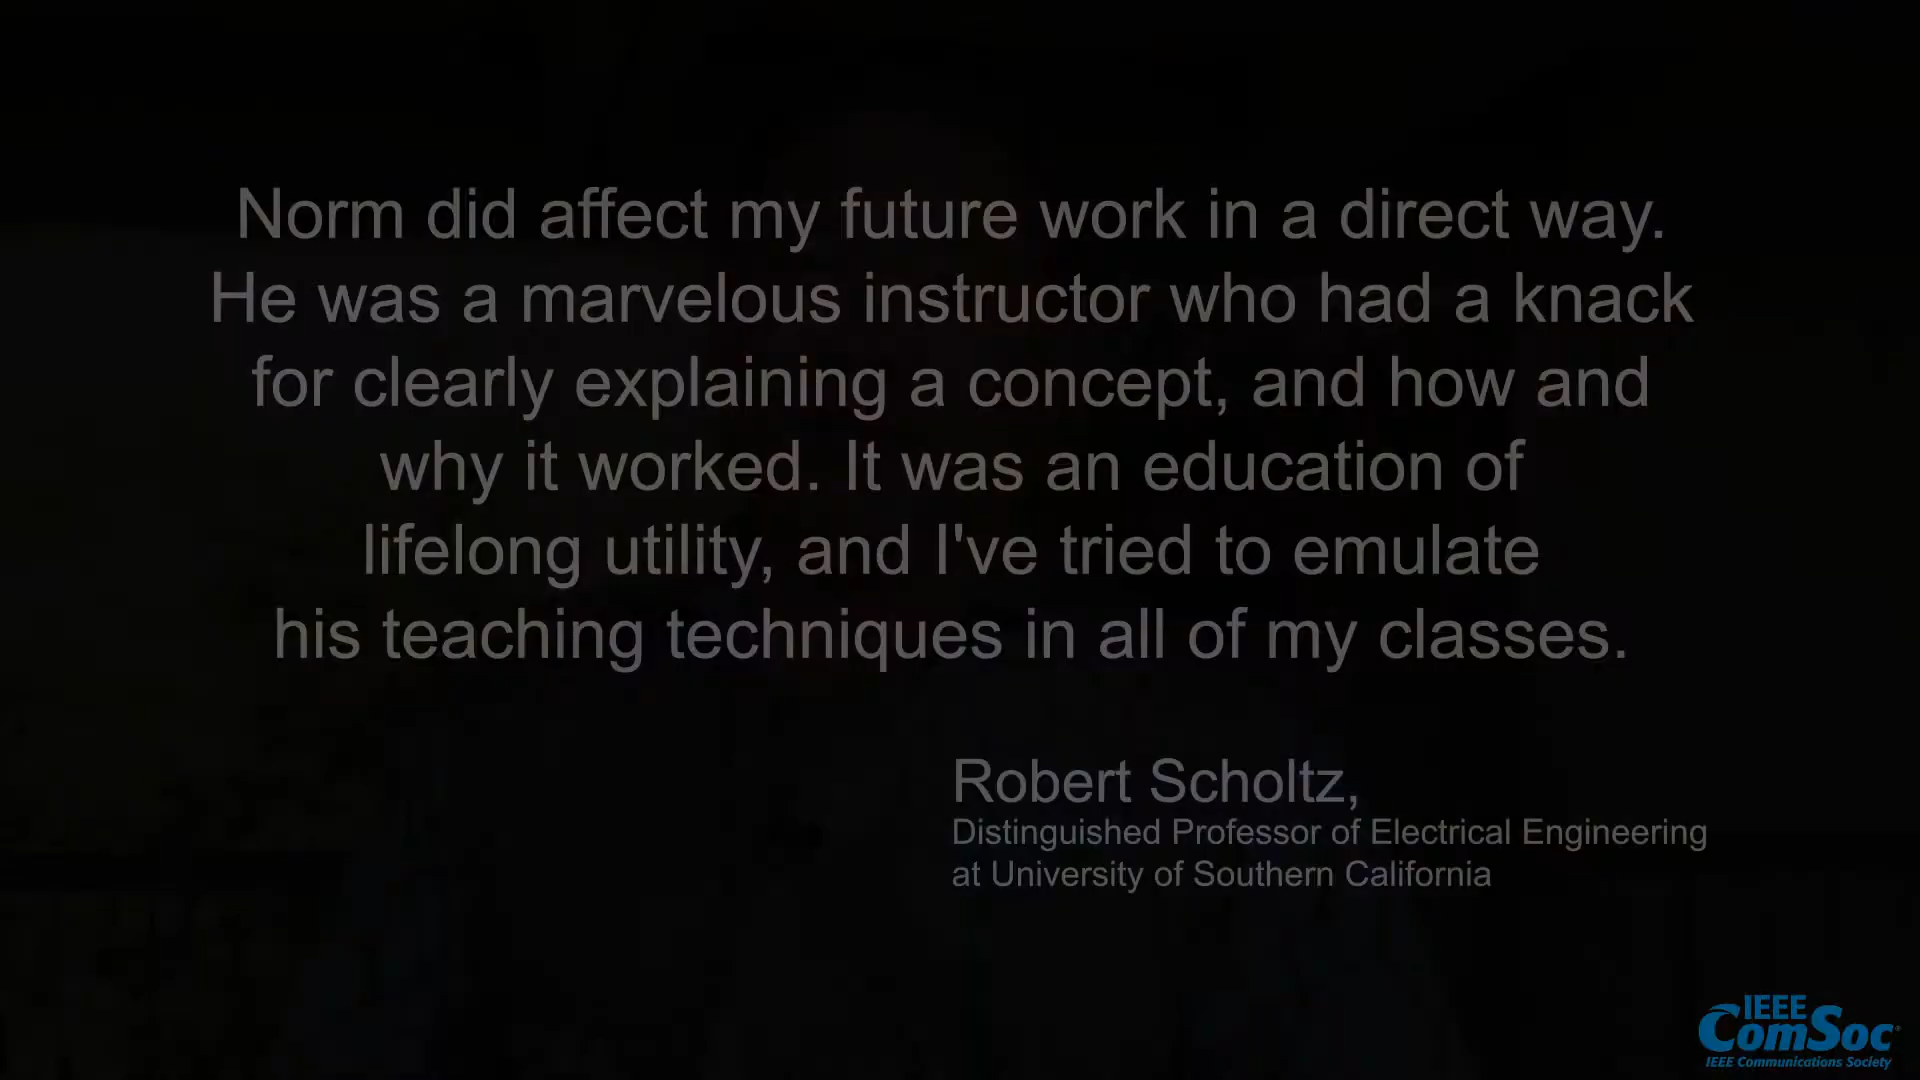 Norm did affect my future work in a direct way.
He was a marvelous instructor who had a knack
for clearly explaining a concept, and how and
why it worked. It was an education of
lifelong utility, and I've tried to emulate
his teaching techniques in all of my classes.
Robert Scholtz,
Distinguished Professor of Electrical Engineering
at University of Southern California
IEEE
ComSoc
IEEE Communications Society